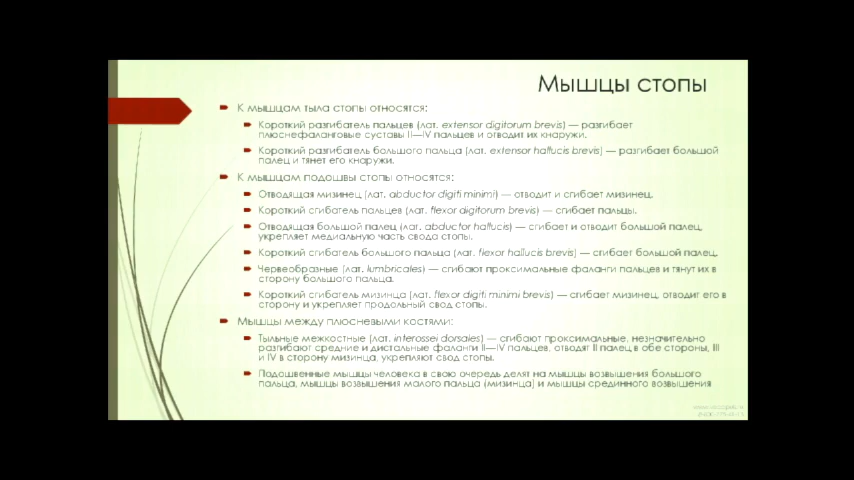 Мышцы стопы
К мышцам тыла стопы относятся:
Короткий разгибатель пальцев (лат. extensor digitorum brevis) — разгибает
плюснефаланговые суставы II—IV пальцев и отводит их кнаружи.
Короткий разгибатель большого пальца (лат. extensor hallucis brevis) — разгибает большой
палец и тянет его кнаружи.
К мышцам подошвы стопы относятся:
Отводящая мизинец (лат. abductor digiti minimi) — отводит и сгибает мизинец.
Короткий сгибатель пальцев (лат. flexor digitorum brevis) — сгибает пальцы.
Отводящая большой палец (лат. abductor hallucis) — сгибает и отводит большой палец,
укрепляет медиальную часть свода стопы.
Короткий сгибатель большого пальца (лат. flexor hallucis brevis) — сгибает большой палец.
Червеобразные (лат. lumbricales) — сгибают проксимальные фаланги пальцев и тянут их в
сторону большого пальца.
Короткий сгибатель мизинца (лат. flexor digiti minimi brevis) — сгибает мизинец, отводит его в
сторону и укрепляет продольный свод стопы.
Мышцы между плюсневыми костями:
Тыльные межкостные (лат. interossei dorsales) — сгибают проксимальные, незначительно
разгибают средние и дистальные фаланги II—IV пальцев, отводят II палец в обе стороны, III
и IV в сторону мизинца, укрепляют свод стопы.
Подошвенные мышцы человека в свою очередь делят на мышцы возвышения большого
пальца, мышцы возвышения малого пальца (мизинца) и мышцы срединного возвышения